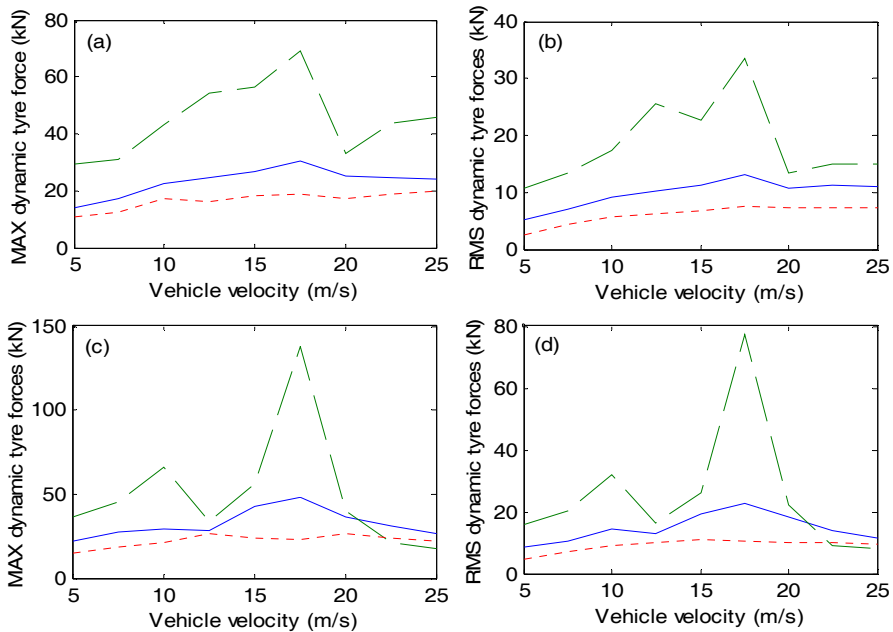 MAX dynamic tyre force (kN)
80
60
40
20
0
(a)
5 10 15 20 25
Vehicle velocity (m/s)
RMS dynamic tyre forces (kN)
40
30
20
10
0
(b)
5 10 15 20 25
Vehicle velocity (m/s)
MAX dynamic tyre forces (kN)
150
100
50
0
(c)
5 10 15 20 25
Vehicle velocity (m/s)
RMS dynamic tyre forces (kN)
80
60
40
20
0
(d)
5 10 15 20 25
Vehicle velocity (m/s)